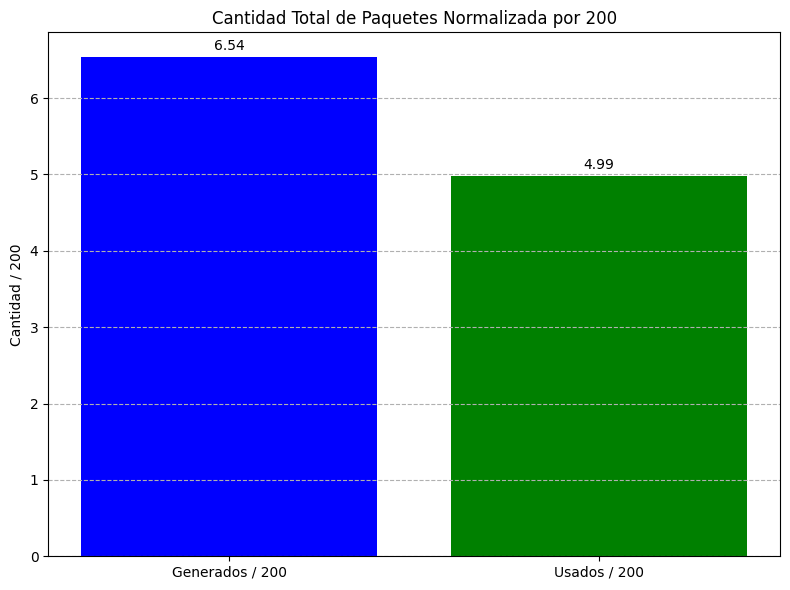 Cantidad Total de Paquetes Normalizada por 200
6.54
4.99
6
5
4
3
2
1
0
Cantidad / 200
Generados / 200
Usados / 200